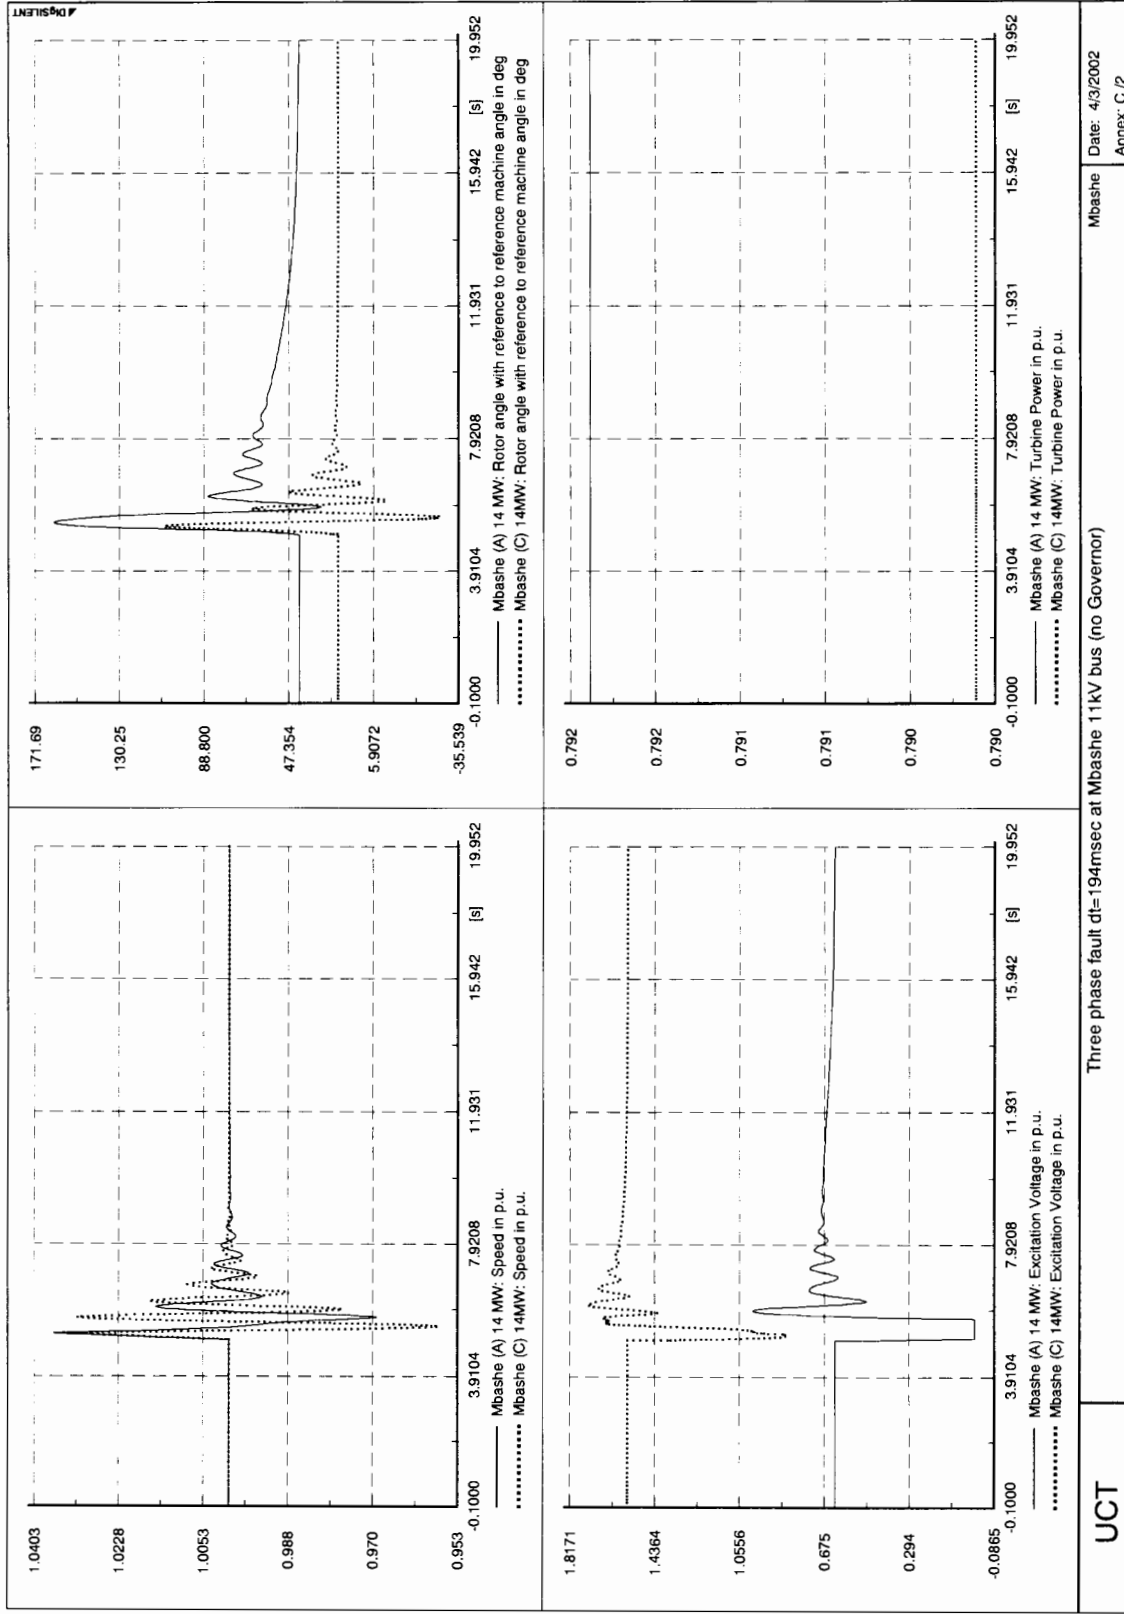 DIgSILENT
1.0403
1.0228
1.0053
0.988
0.970
0.953
-0.1000 3.9104 7.9208 11.931 15.942 [s] 19.952
Mbashe (A) 14 MW: Speed in p.u.
Mbashe (C) 14MW: Speed in p.u.
171.69
130.25
88.800
47.354
5.9072
-35.539
-0.1000 3.9104 7.9208 11.931 15.942 [s] 19.952
Mbashe (A) 14 MW: Rotor angle with reference to reference machine angle in deg
Mbashe (C) 14MW: Rotor angle with reference to reference machine angle in deg
1.8171
1.4364
1.0556
0.675
0.294
-0.0865
-0.1000 3.9104 7.9208 11.931 15.942 [s] 19.952
Mbashe (A) 14 MW: Excitation Voltage in p.u.
Mbashe (C) 14MW: Excitation Voltage in p.u.
0.792
0.792
0.791
0.791
0.790
0.790
-0.1000 3.9104 7.9208 11.931 15.942 [s] 19.952
Mbashe (A) 14 MW: Turbine Power in p.u.
Mbashe (C) 14MW: Turbine Power in p.u.
UCT
Three phase fault dt=194msec at Mbashe 11kV bus (no Governor)
Mbashe
Date: 4/3/2002
Annex: C /2